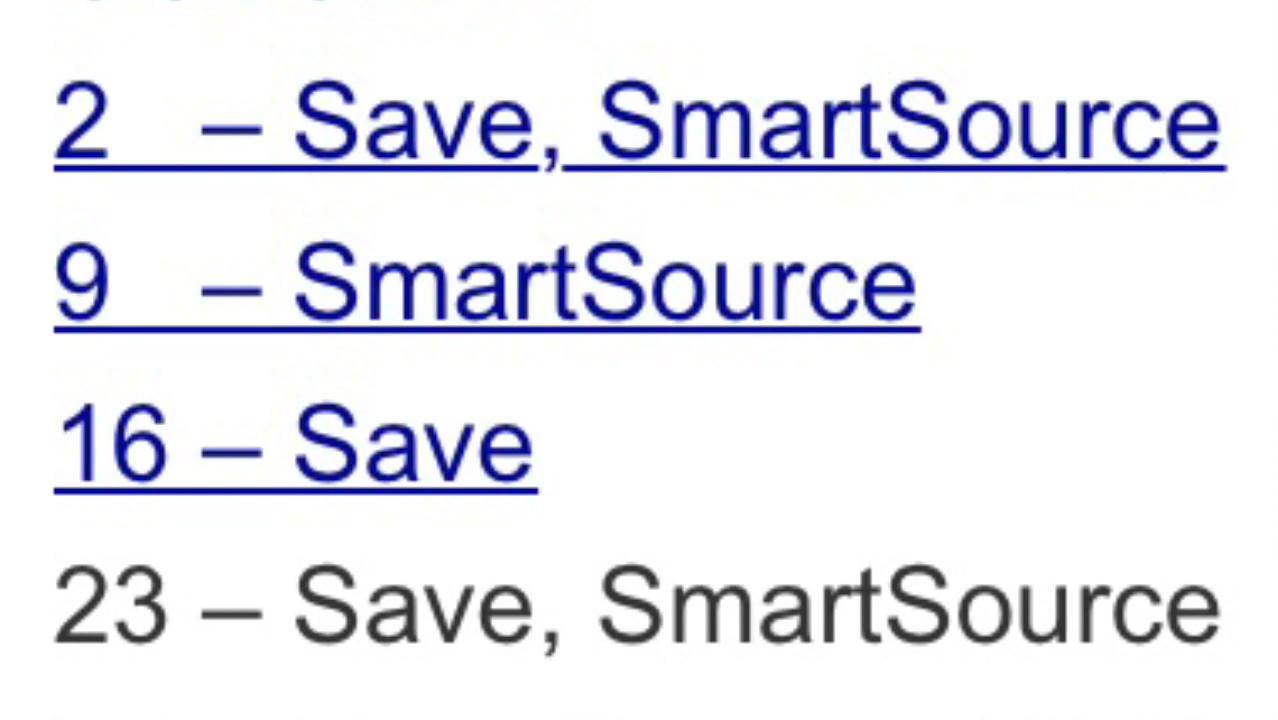 2 – Save, SmartSource
9 – SmartSource
16 – Save
23 – Save, SmartSource